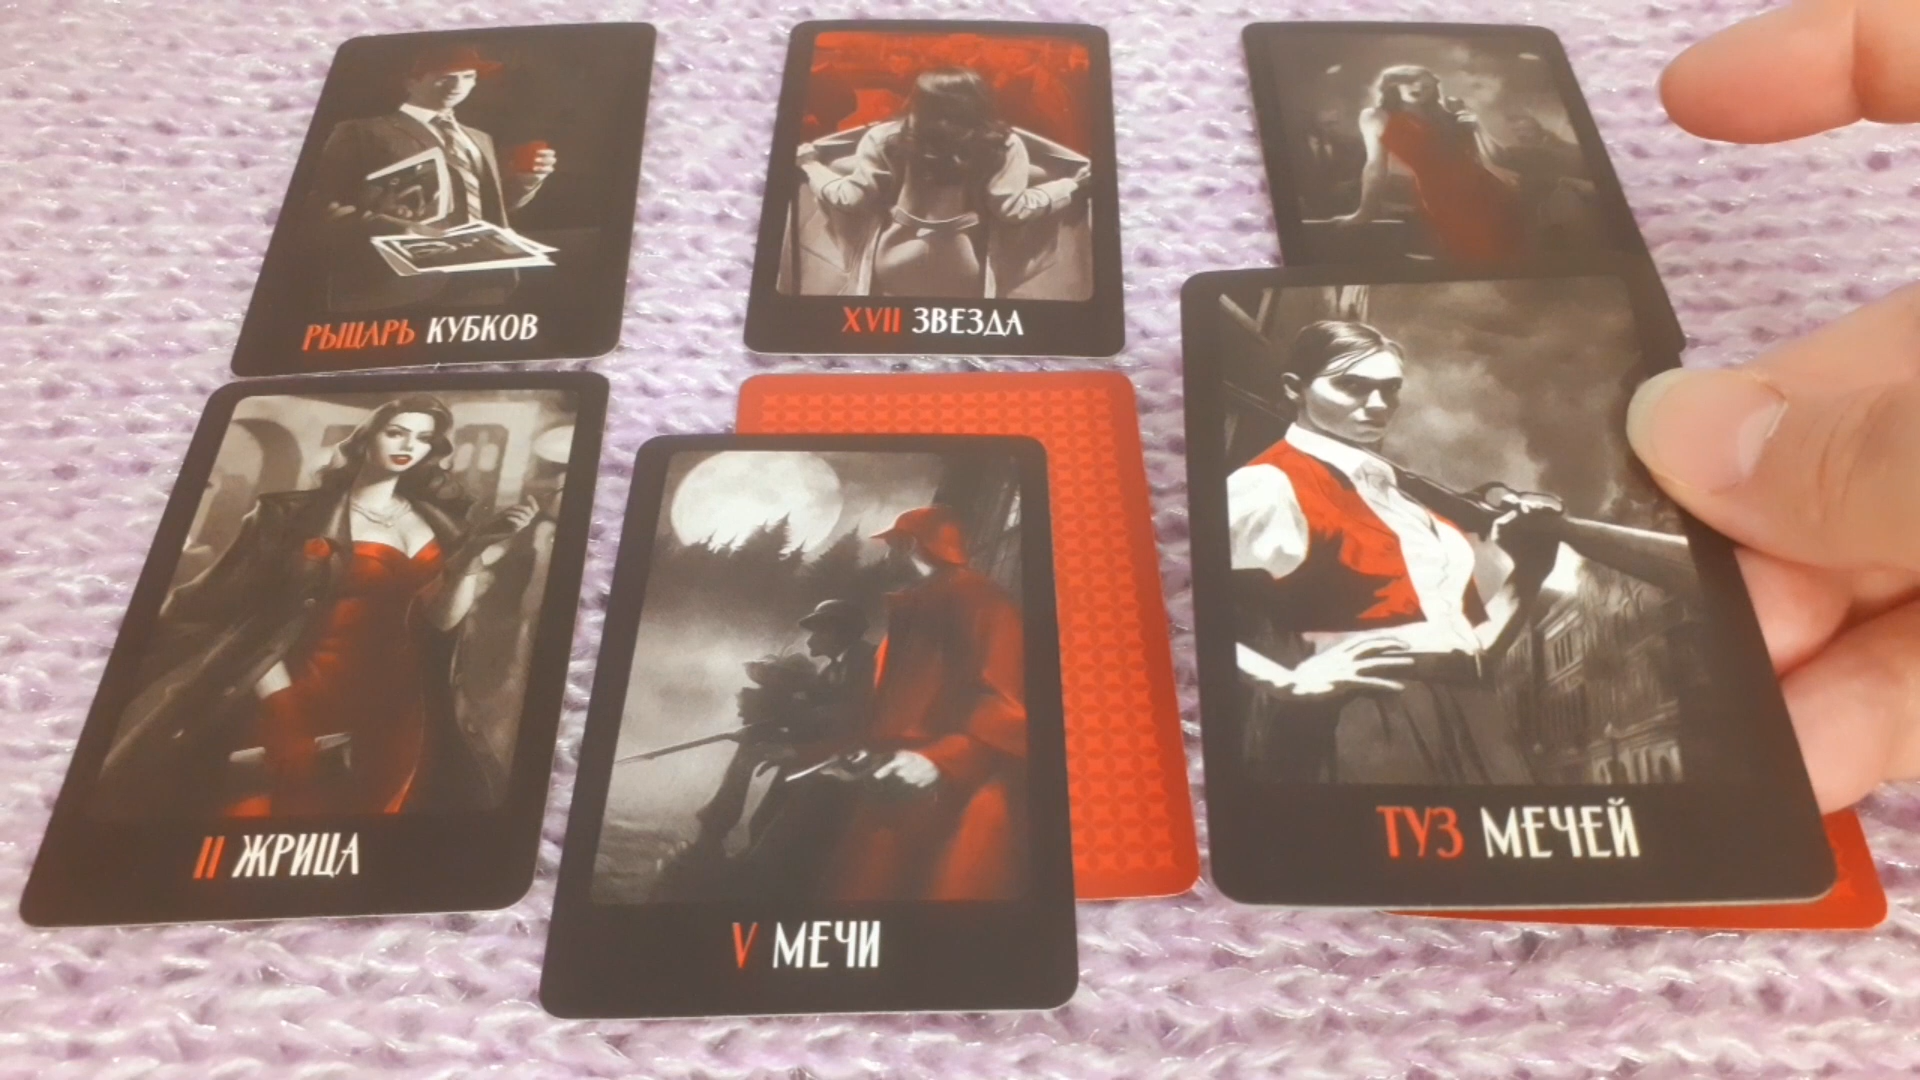 РЫЦАРЬ КУБКОВ
XVII ЗВЕЗДА
II ЖРИЦА
V МЕЧИ
ТУЗ МЕЧЕЙ